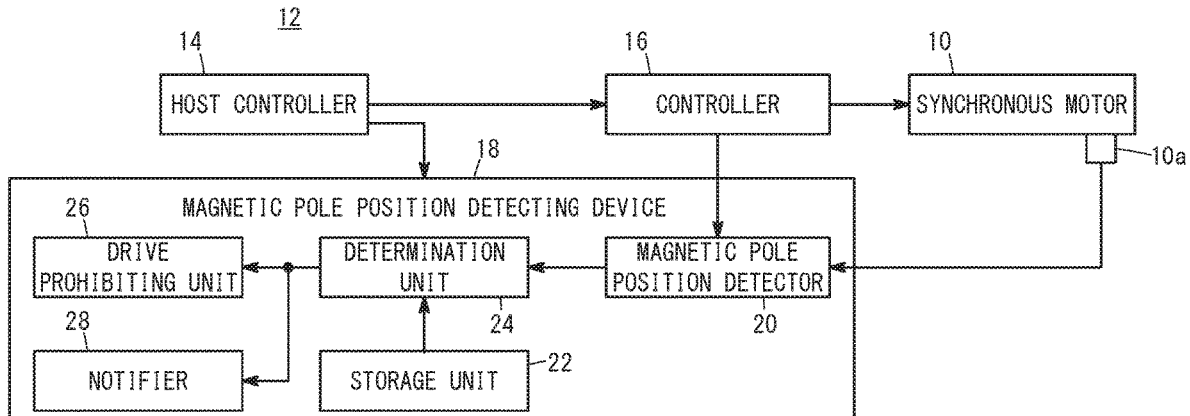 12
14
16
10
HOST CONTROLLER
CONTROLLER
SYNCHRONOUS MOTOR
10a
18
MAGNETIC POLE POSITION DETECTING DEVICE
26
DRIVE
PROHIBITING UNIT
DETERMINATION
UNIT
24
MAGNETIC POLE
POSITION DETECTOR
20
28
NOTIFIER
STORAGE UNIT
22